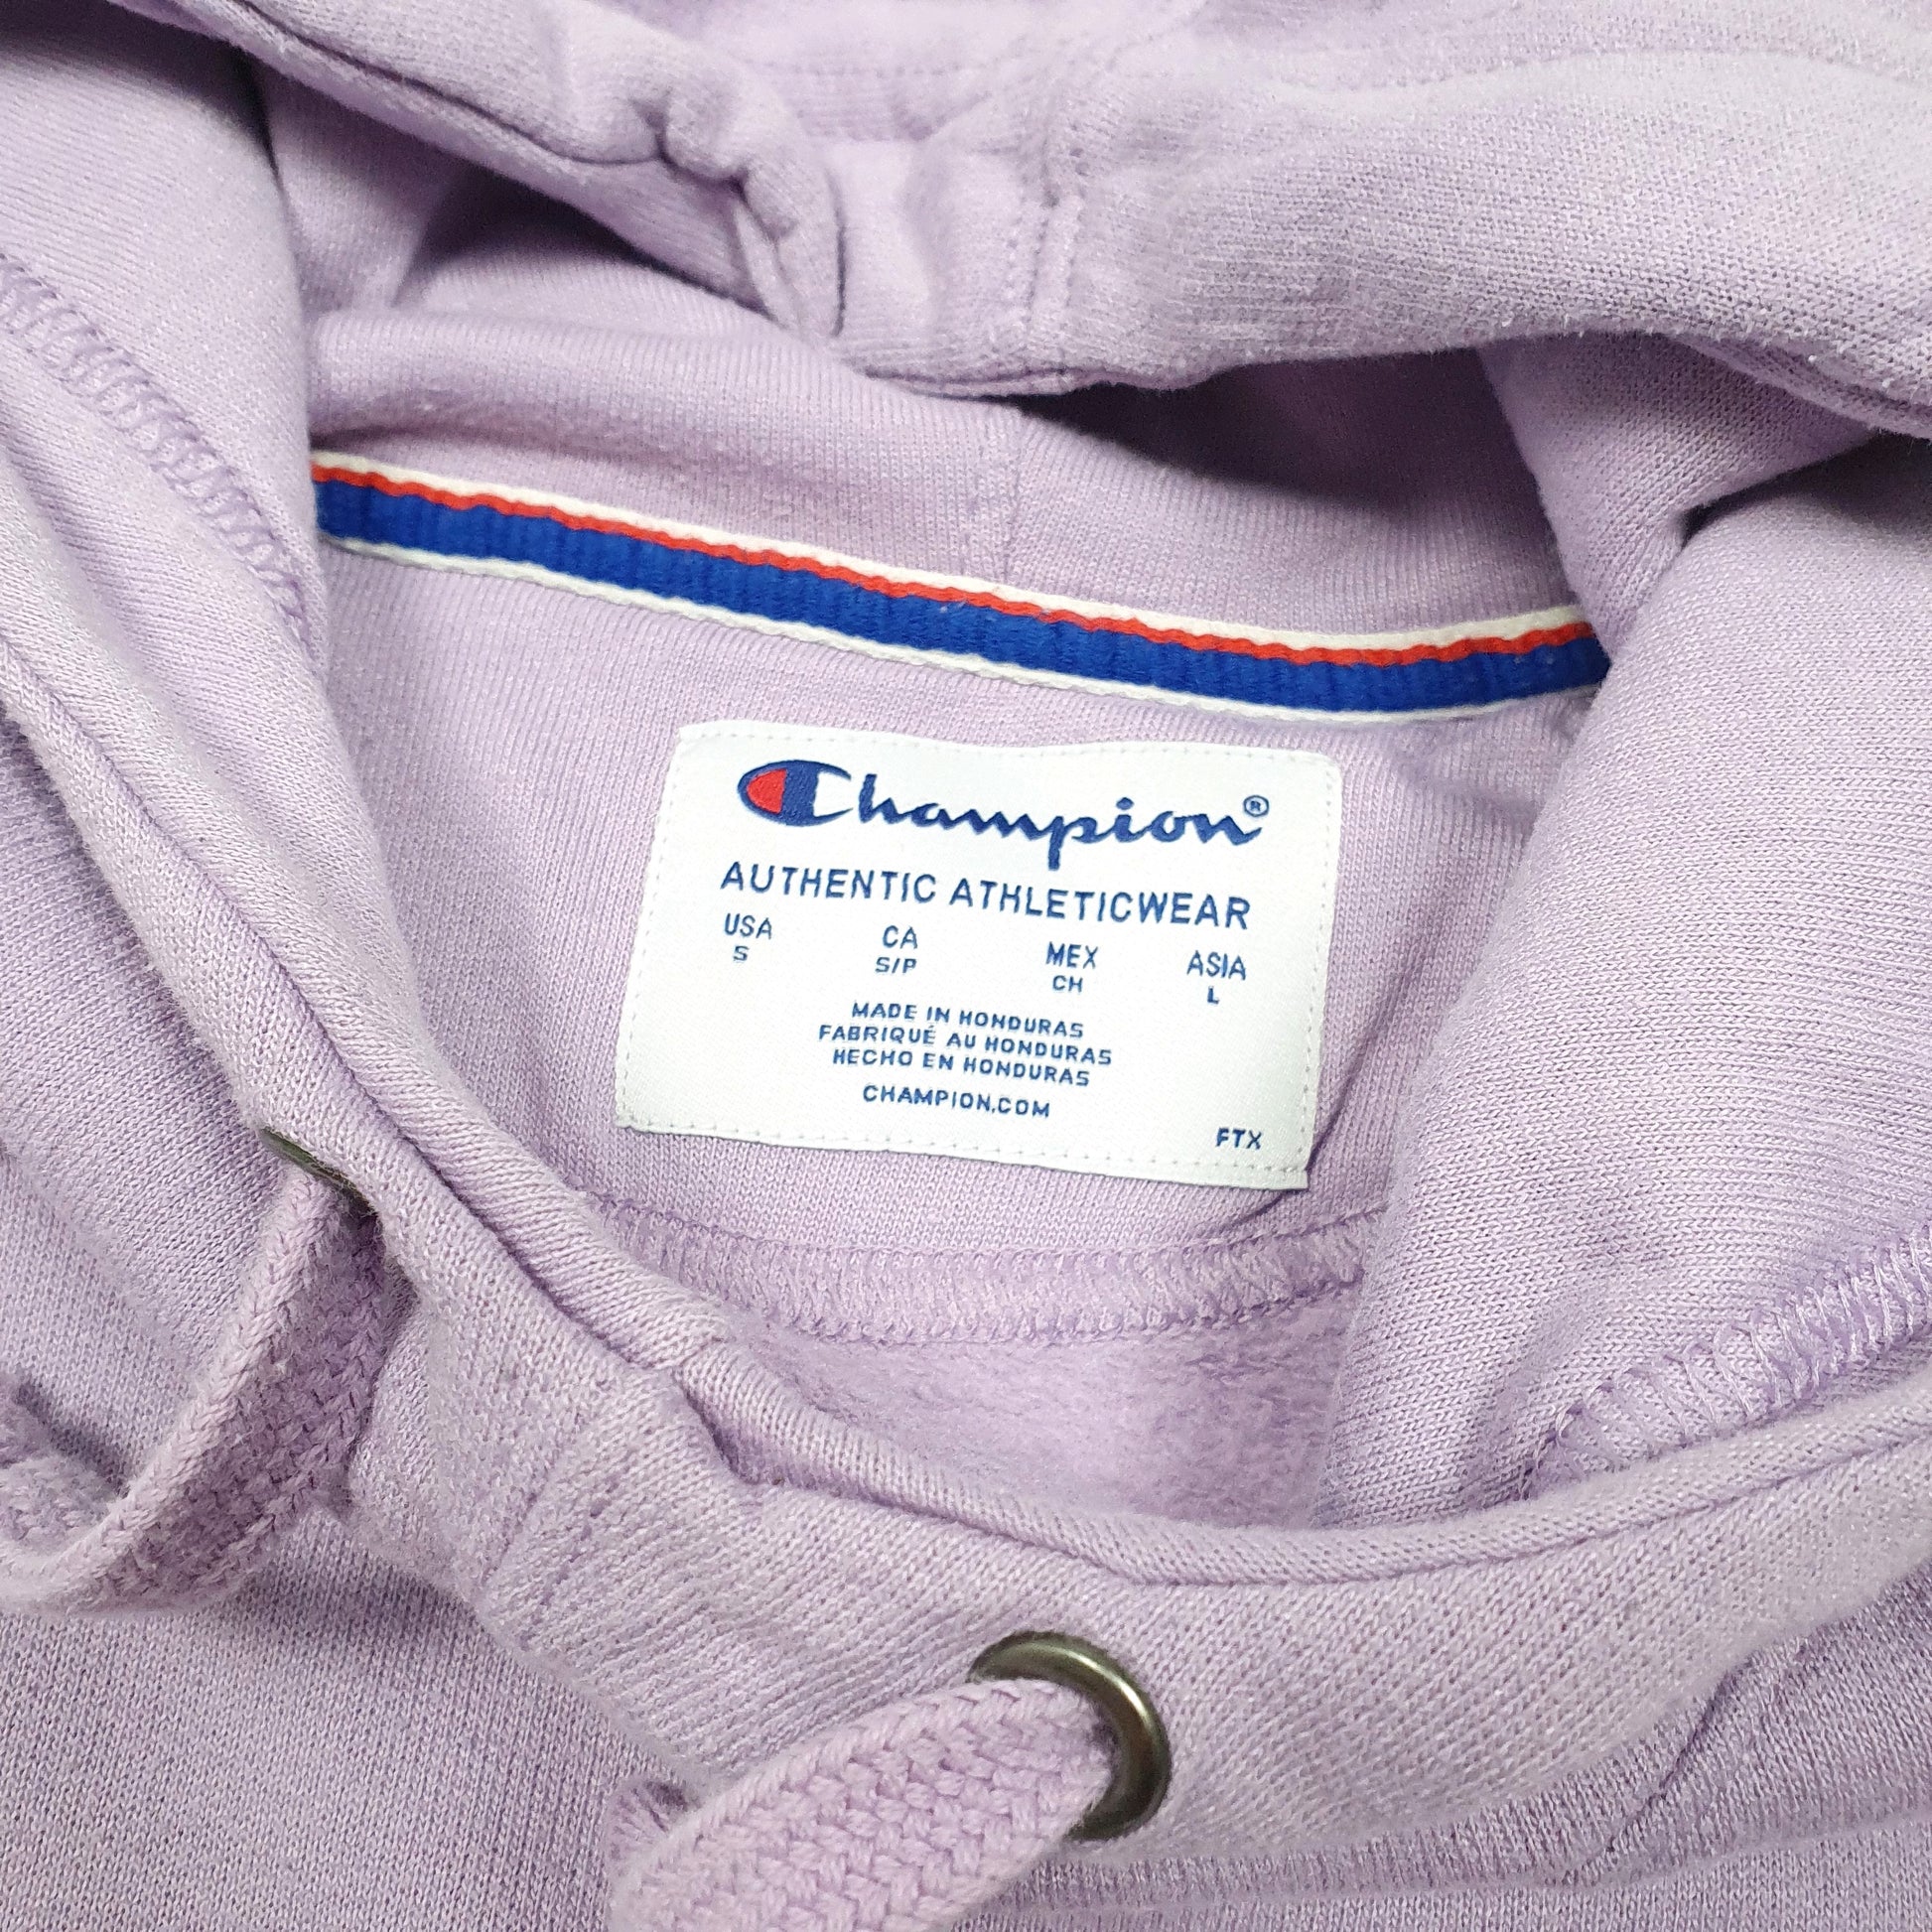 Champion®
AUTHENTIC ATHLETICWEAR
USA CA MEX ASIA
S S/P CH L
MADE IN HONDURAS
FABRIQUÉ AU HONDURAS
HECHO EN HONDURAS
CHAMPION.COM
FTX